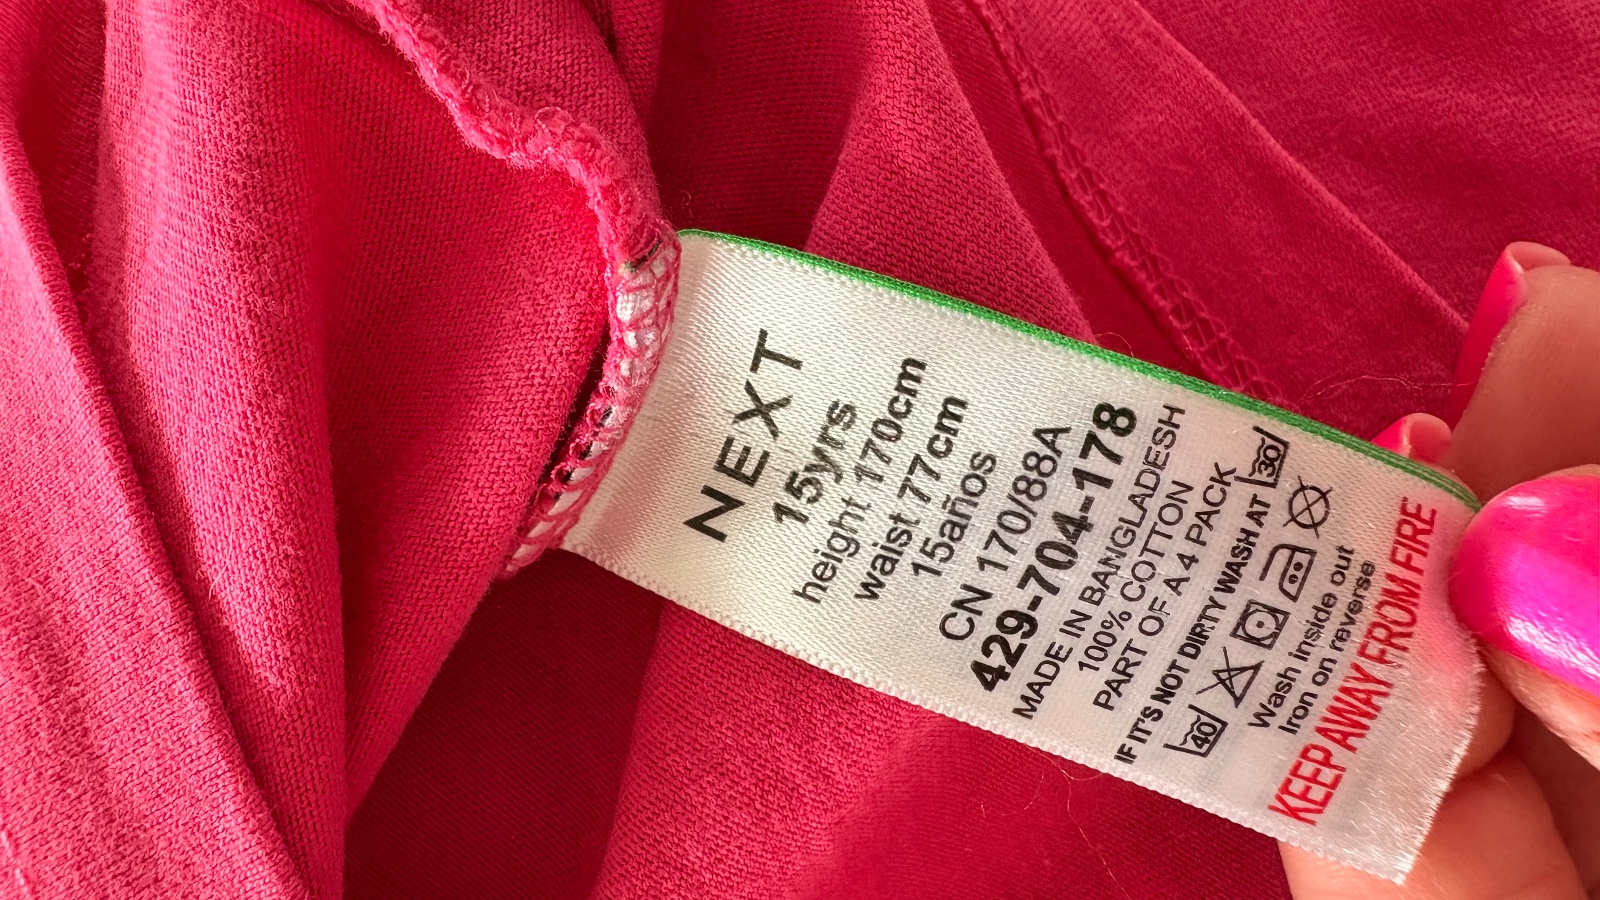 NEXT
15yrs
height 170cm
waist 77cm
15años
CN 170/88A
429-704-178
MADE IN BANGLADESH
100% COTTON
PART OF A 4 PACK
IF IT'S NOT DIRTY WASH AT 30
40
Wash inside out
Iron on reverse
KEEP AWAY FROM FIRE